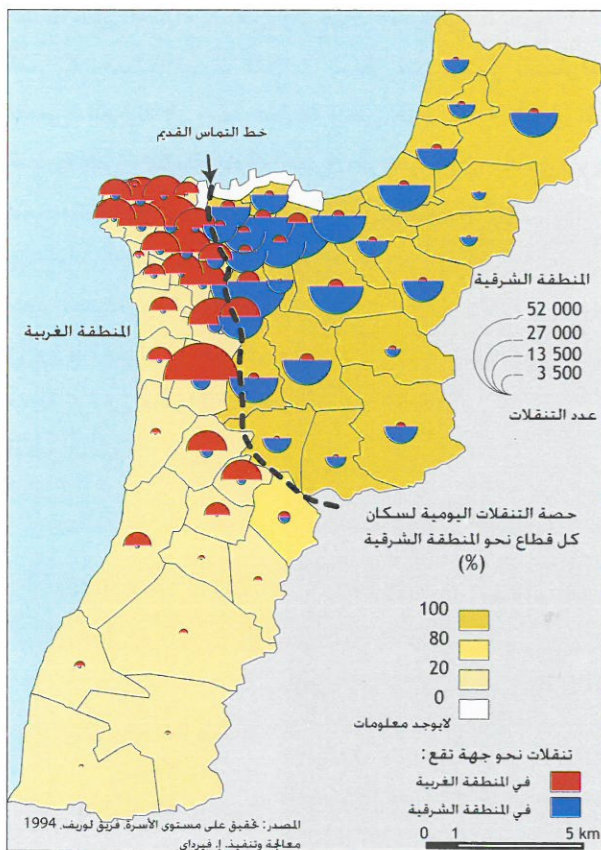 خط التماس القديم
المنطقة الشرقية
52 000
27 000
13 500
3 500
عدد التنقلات
المنطقة الغربية
حصة التنقلات اليومية لسكان
كل قطاع نحو المنطقة الشرقية
(%)
100
80
20
0
لايوجد معلومات
تنقلات نحو جهة تقع:
في المنطقة الغربية
في المنطقة الشرقية
0 1 5 km
المصدر: تحقيق على مستوى الأسرة. فريق لوريف. 1994
معالجة وتنفيذ. إ. فيرداي